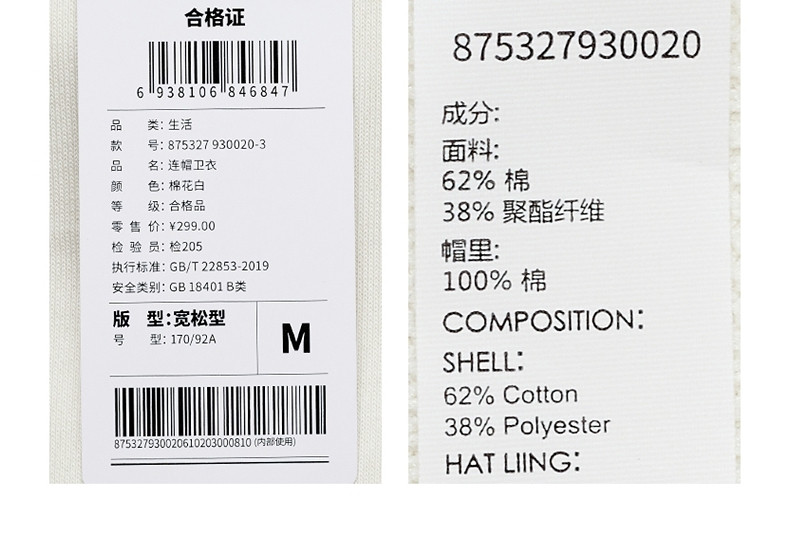 合格证
6 938106 846847
品 类: 生活
款 号: 875327 930020-3
品 名: 连帽卫衣
颜 色: 棉花白
等 级: 合格品
零 售 价: ¥299.00
检 验 员: 检205
执行标准: GB/T 22853-2019
安全类别: GB 18401 B类
版 型:宽松型
号 型: 170/92A
M
875327930020610203000810 (内部使用)
875327930020
成分:
面料:
62% 棉
38% 聚酯纤维
帽里:
100% 棉
COMPOSITION:
SHELL:
62% Cotton
38% Polyester
HAT LIING: